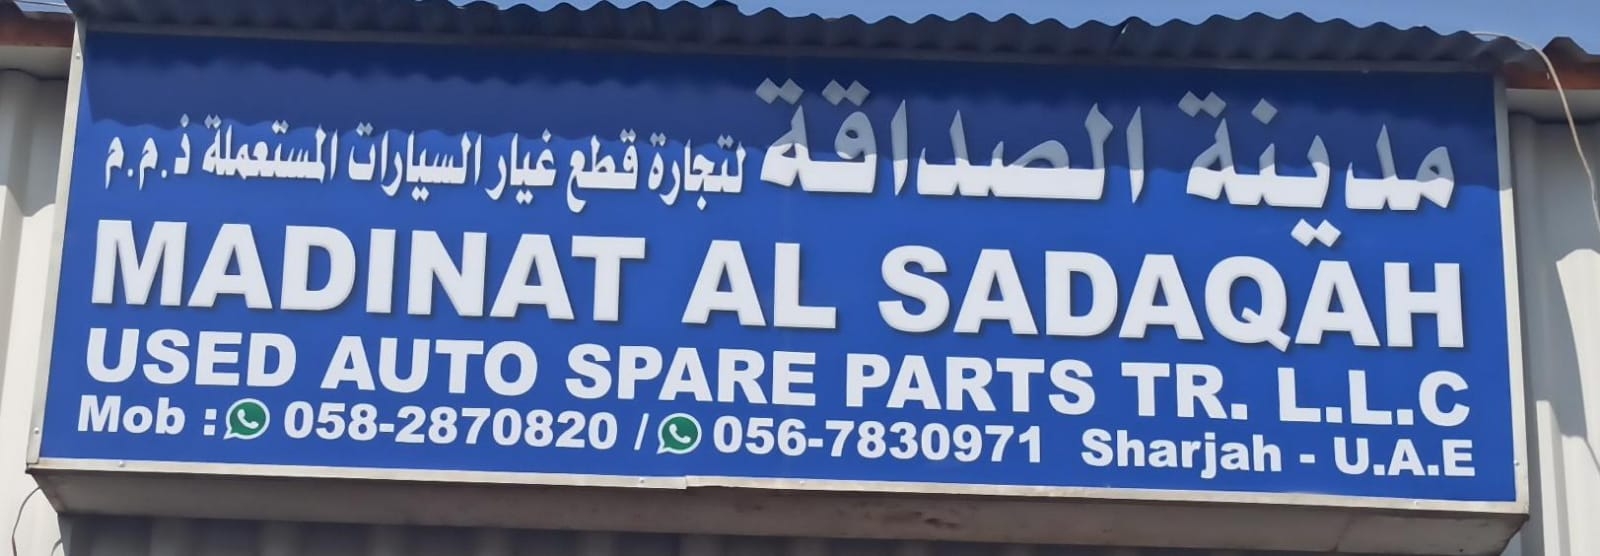 مدينة الصداقة لتجارة قطع غيار السيارات المستعملة ذ.م.م
MADINAT AL SADAQAH
USED AUTO SPARE PARTS TR. L.L.C
Mob : 058-2870820 / 056-7830971 Sharjah - U.A.E